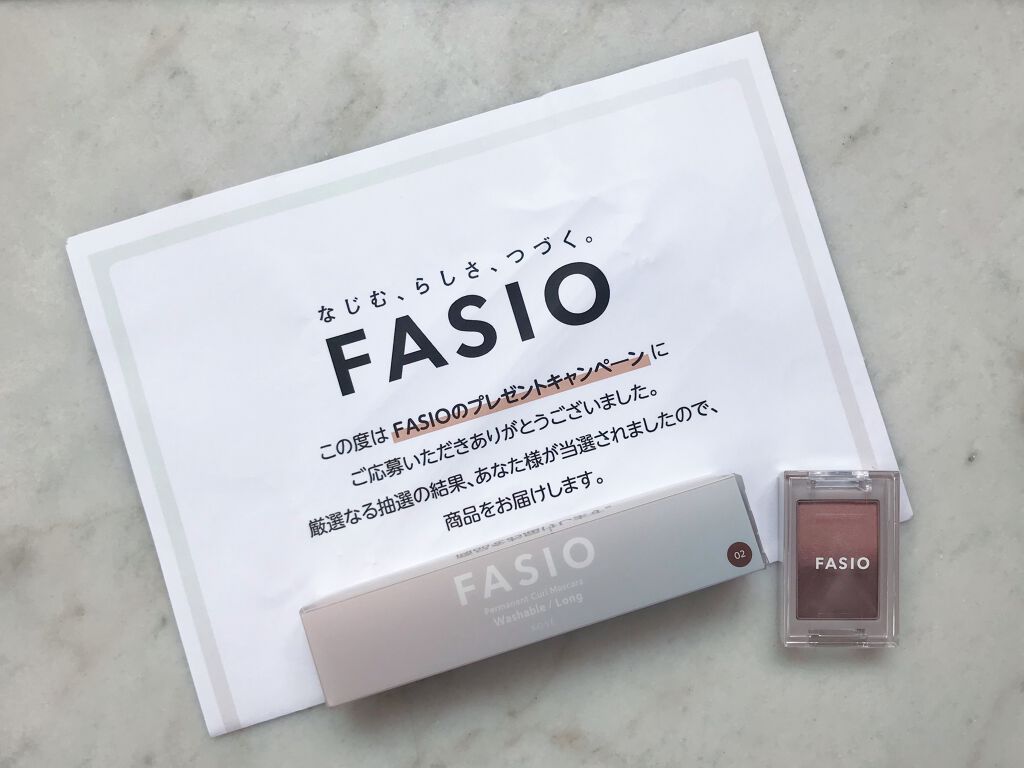 なじむ、らしさ、つづく。
FASIO
この度は FASIOのプレゼントキャンペーン に
ご応募いただきありがとうございました。
厳選なる抽選の結果、あなた様が当選されましたので、
商品をお届けします。
FASIO
Permanent Curl Mascara
Washable / Long
KOSÉ
02
FASIO